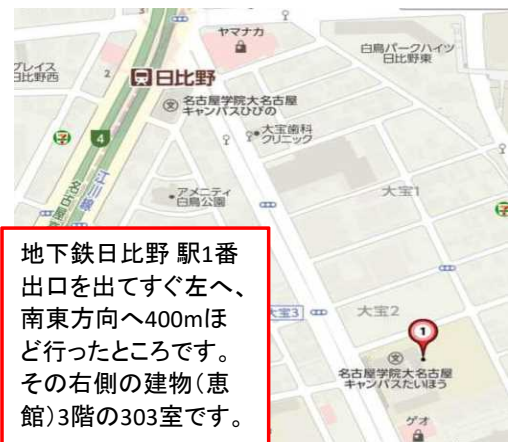 ヤマナカ
白鳥パークハイツ
日比野東
プレイス
日比野西
2
日比野
名古屋学院大名古屋
キャンパスひびの
大宝歯科
クリニック
4
江川線
アメニティ
白鳥公園
大宝1
地下鉄日比野 駅1番
出口を出てすぐ左へ、
南東方向へ400mほ
ど行ったところです。
その右側の建物(恵
館)3階の303室です。
大宝3
大宝2
1
名古屋学院大名古屋
キャンパスたいほう
ゲオ